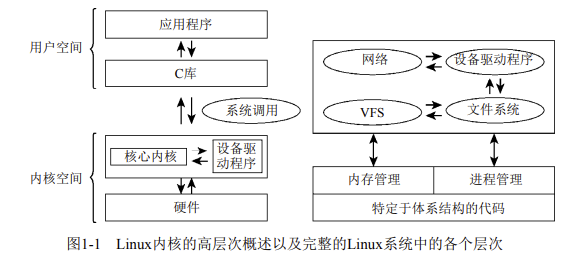 应用程序
用户空间
C库
系统调用
核心内核
设备驱
动程序
内核空间
硬件
网络
设备驱动程序
VFS
文件系统
内存管理
进程管理
特定于体系结构的代码
图1-1 Linux内核的高层次概述以及完整的Linux系统中的各个层次